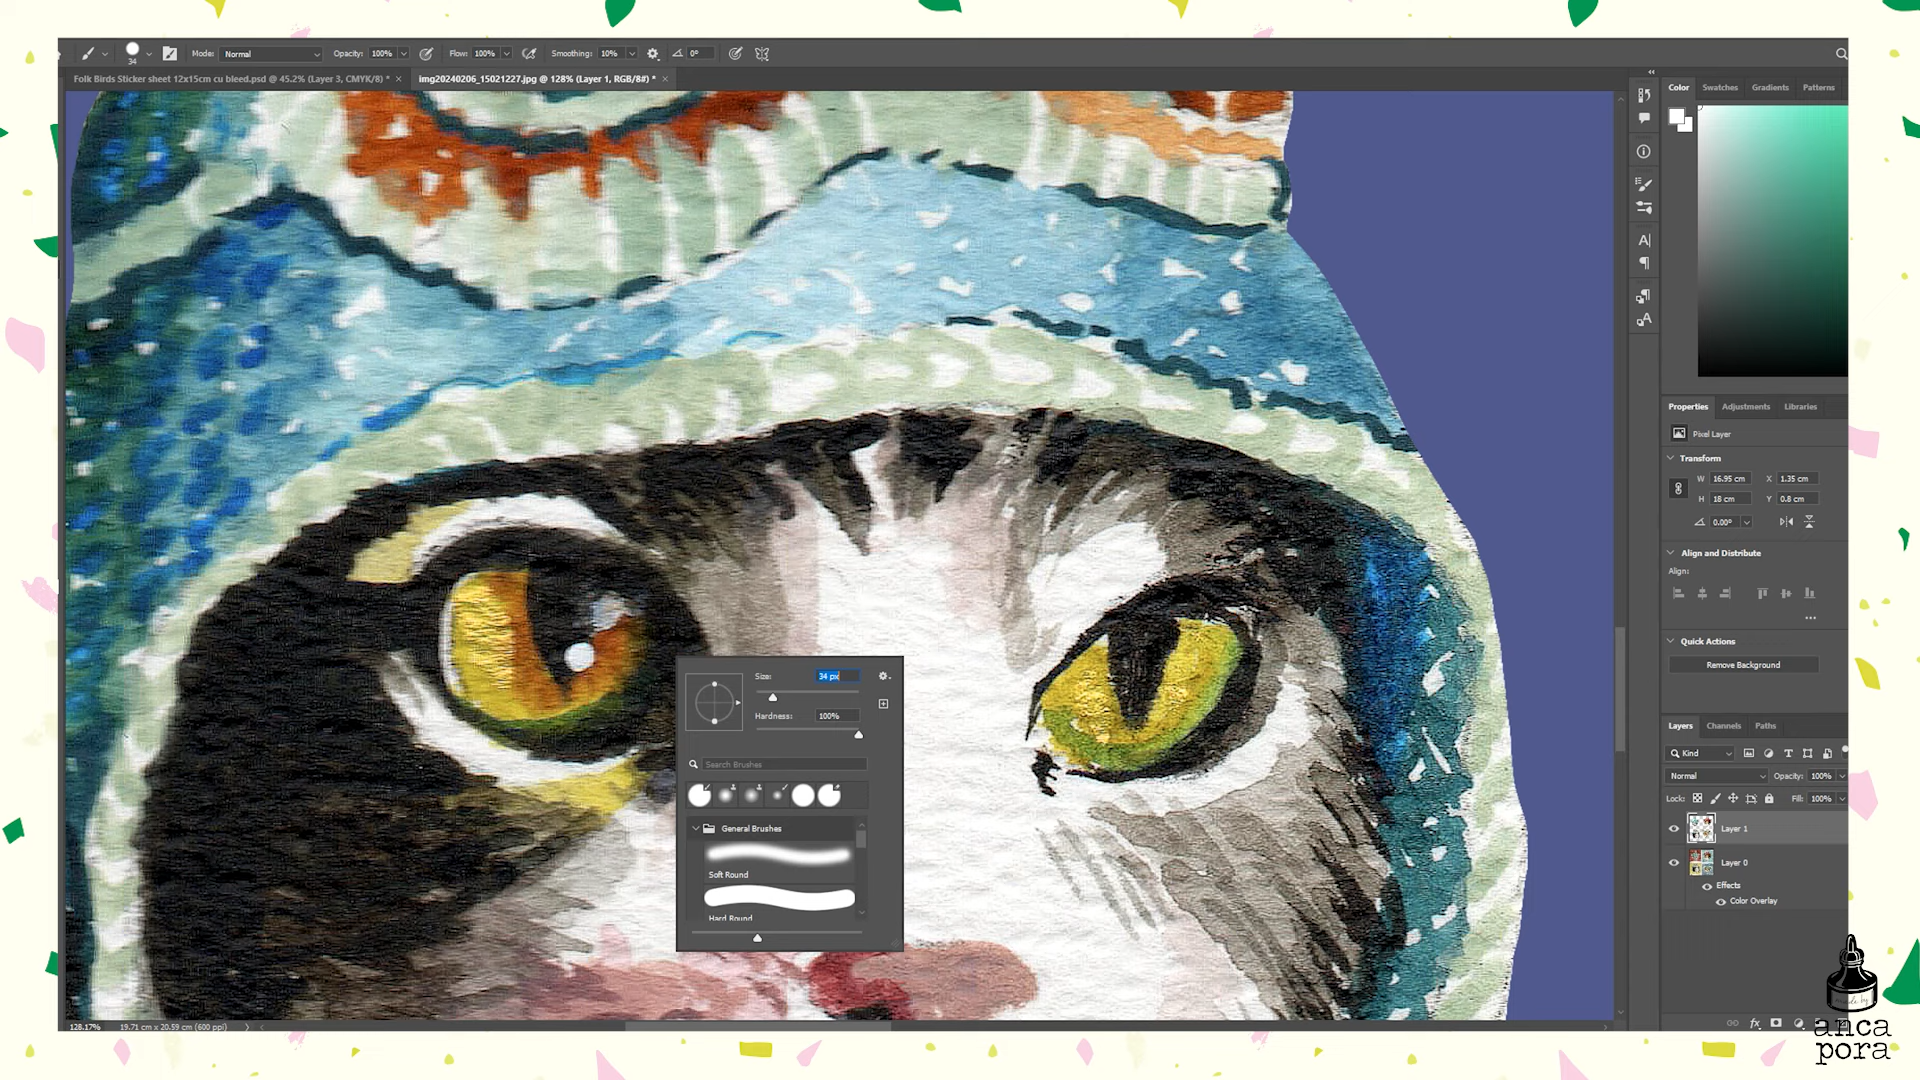 34
Mode: Normal
Opacity: 100%
Flow: 100%
Smoothing: 10%
0°
Folk Birds Sticker sheet 12x15cm cu bleed.psd @ 45.2% (Layer 3, CMYK/8) * ×
img20240206_15021227.jpg @ 128% (Layer 1, RGB/8#) * ×
Color Swatches Gradients Patterns
Properties Adjustments Libraries
Pixel Layer
Transform
W 16.95 cm X 1.35 cm
H 18 cm Y 0.8 cm
0.00°
Align and Distribute
Align:
Quick Actions
Remove Background
Layers Channels Paths
Kind
Normal Opacity: 100%
Lock: Fill: 100%
Layer 1
Layer 0
Effects
Color Overlay
Size: 34 px
Hardness: 100%
Search Brushes
General Brushes
Soft Round
Hard Round
128.17% 19.71 cm x 20.59 cm (600 ppi)
made by
anca
pora